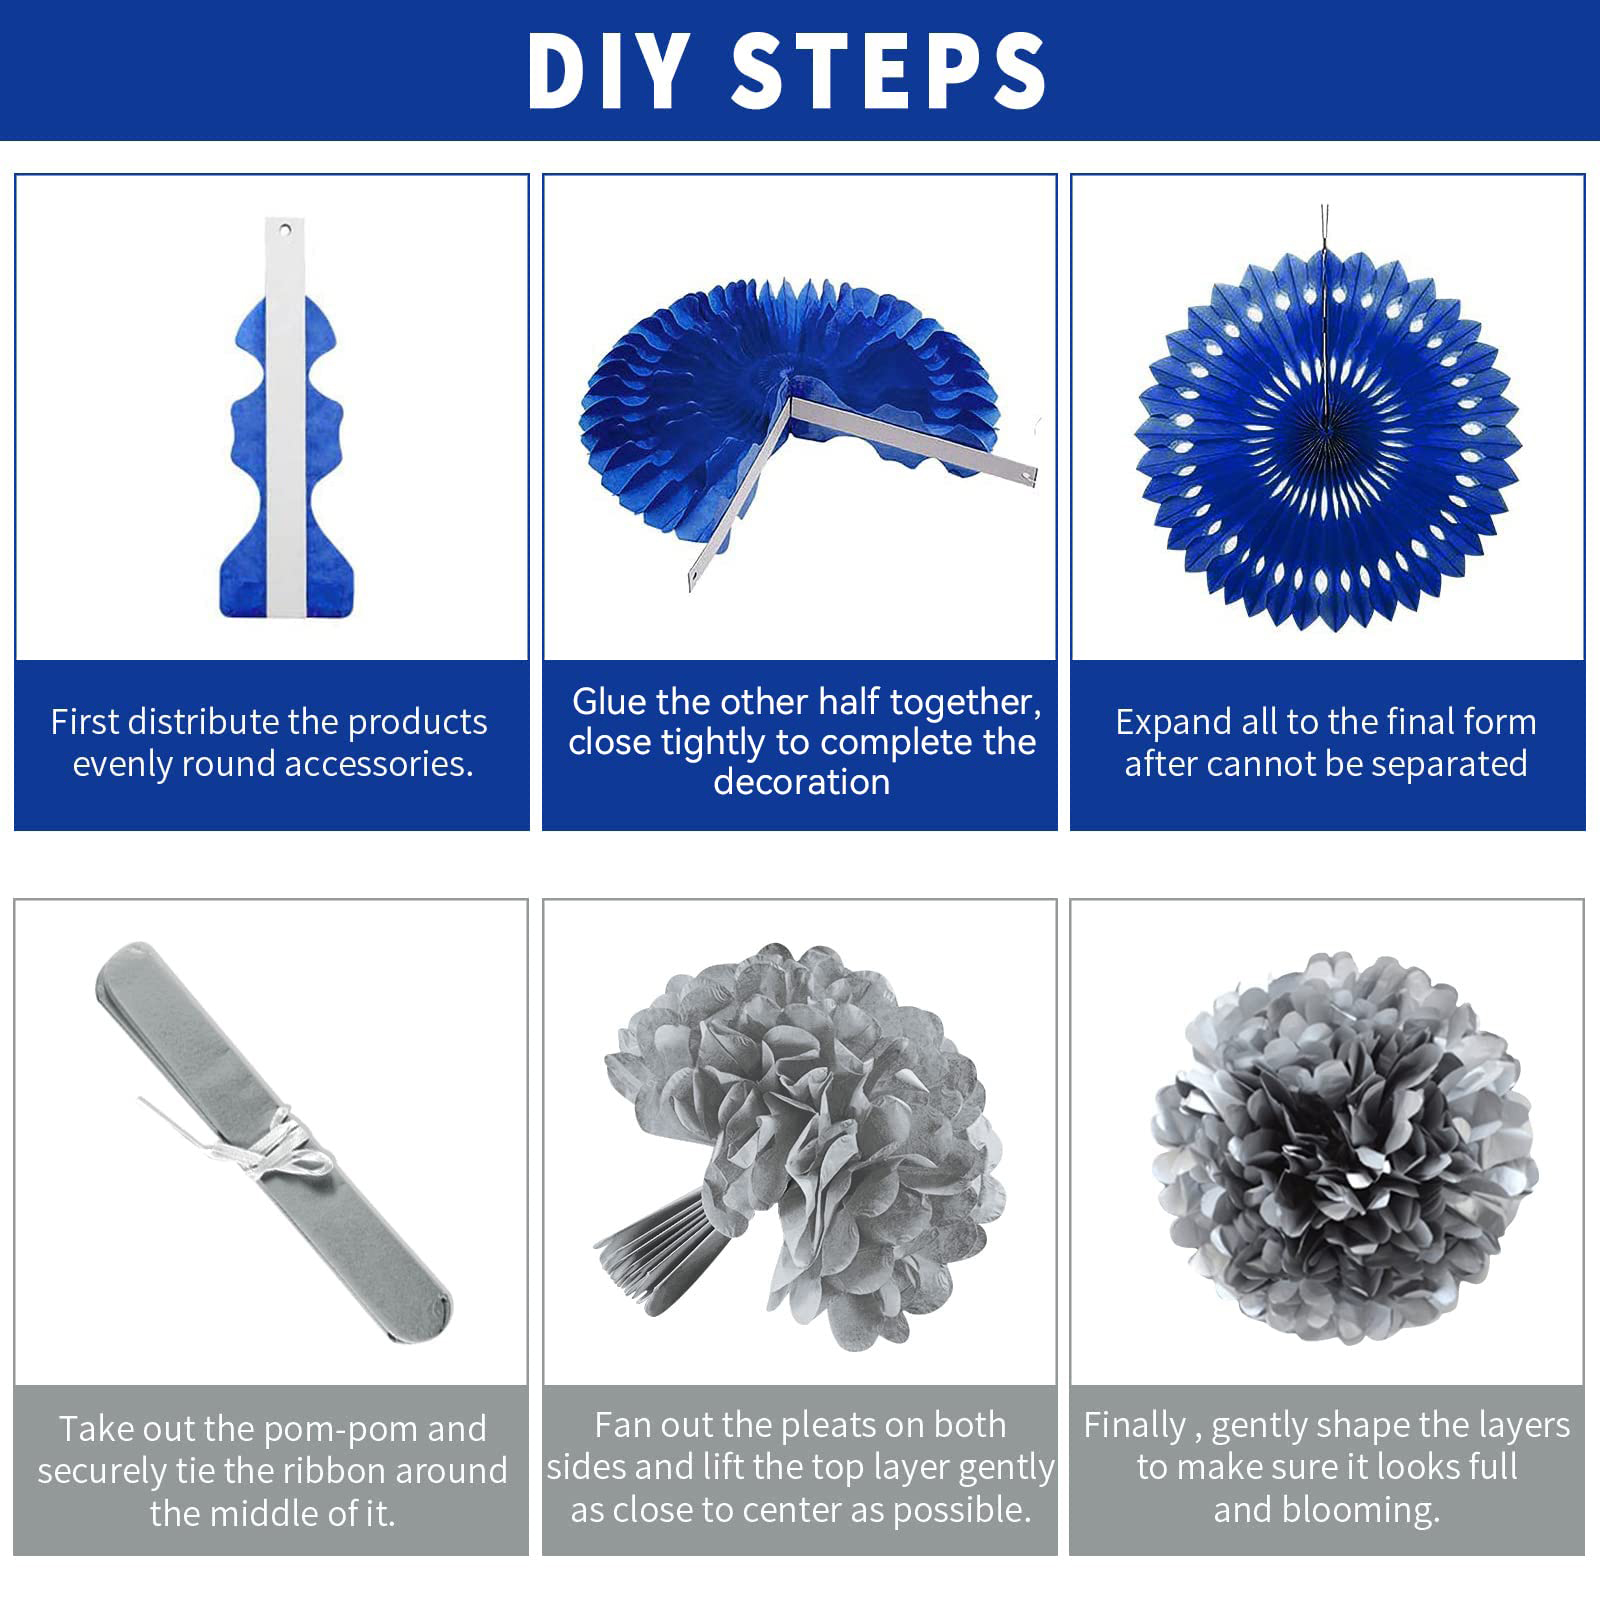 DIY STEPS
First distribute the products
evenly round accessories.
Glue the other half together,
close tightly to complete the
decoration
Expand all to the final form
after cannot be separated
Take out the pom-pom and
securely tie the ribbon around
the middle of it.
Fan out the pleats on both
sides and lift the top layer gently
as close to center as possible.
Finally , gently shape the layers
to make sure it looks full
and blooming.